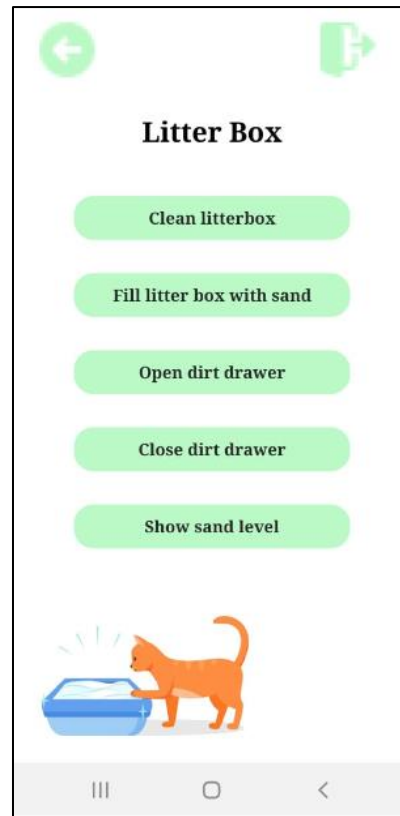 Litter Box
Clean litterbox
Fill litter box with sand
Open dirt drawer
Close dirt drawer
Show sand level